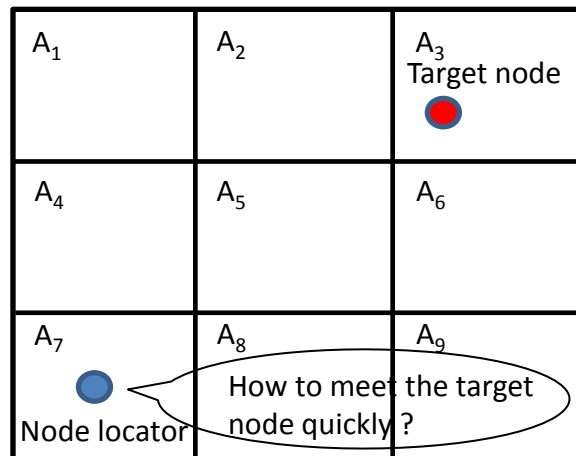 A₁
A₂
A₃
Target node
A₄
A₅
A₆
A₇
A₈
A₉
How to meet the target
node quickly ?
Node locator